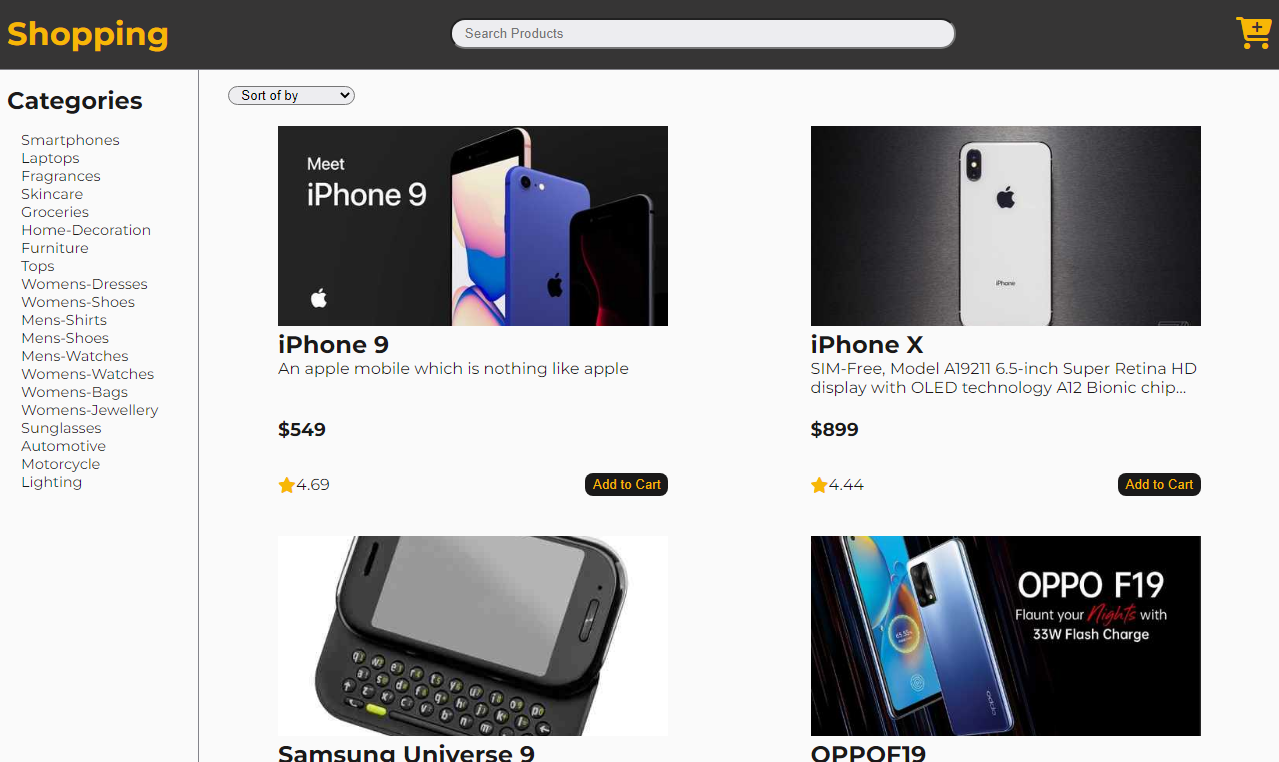 Shopping
Search Products
Categories
Smartphones
Laptops
Fragrances
Skincare
Groceries
Home-Decoration
Furniture
Tops
Womens-Dresses
Womens-Shoes
Mens-Shirts
Mens-Shoes
Mens-Watches
Womens-Watches
Womens-Bags
Womens-Jewellery
Sunglasses
Automotive
Motorcycle
Lighting
Sort of by
Meet
iPhone 9
iPhone 9
An apple mobile which is nothing like apple
$549
4.69
Add to Cart
iPhone
iPhone X
SIM-Free, Model A19211 6.5-inch Super Retina HD
display with OLED technology A12 Bionic chip...
$899
4.44
Add to Cart
Samsung Universe 9
OPPO F19
Flaunt your Nights with
33W Flash Charge
oppo
OPPOF19